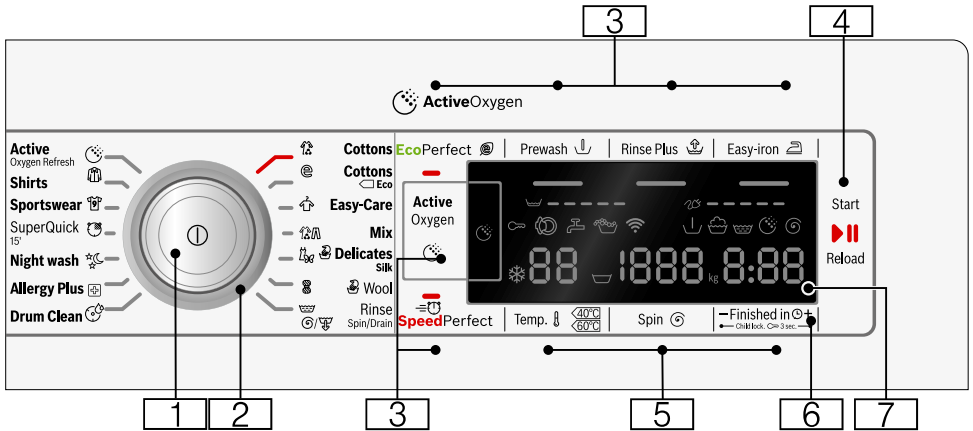 3
4
ActiveOxygen
Active
Oxygen Refresh
Shirts
Sportswear
SuperQuick
15'
Night wash
Allergy Plus
Drum Clean
Cottons
Cottons
Eco
Easy-Care
Mix
Delicates
Silk
Wool
Rinse
Spin/Drain
EcoPerfect
Prewash
Rinse Plus
Easy-iron
Active
Oxygen
SpeedPerfect
88
1888 kg
8:88
Temp.
40°C
60°C
Spin
– Finished in +
Child lock. 3 sec.
Start
Reload
1
2
3
5
6
7